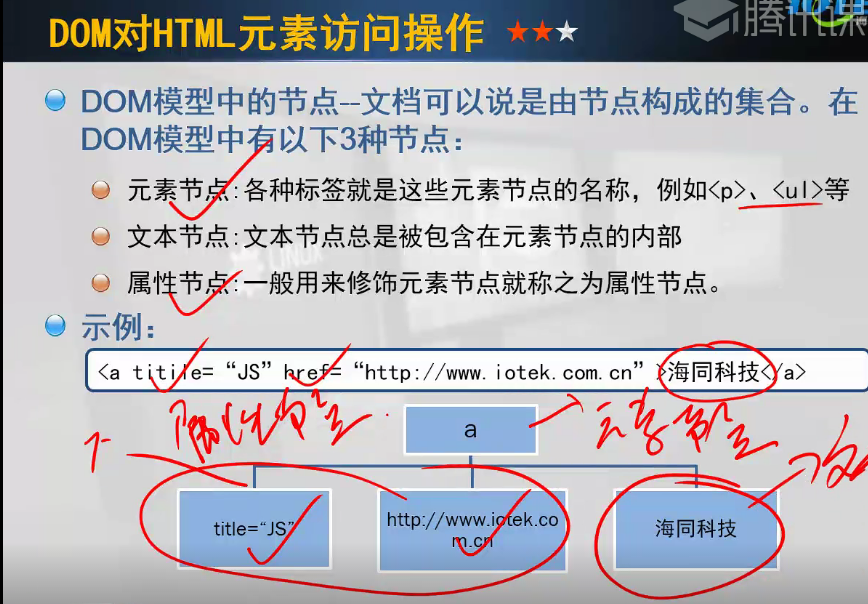 DOM对HTML元素访问操作
腾讯课
DOM模型中的节点--文档可以说是由节点构成的集合。在
DOM模型中有以下3种节点：
元素节点:各种标签就是这些元素节点的名称，例如<p>、<ul>等
文本节点:文本节点总是被包含在元素节点的内部
属性节点:一般用来修饰元素节点就称之为属性节点。
LINUX
示例：
<a titile=“JS” href=“http://www.iotek.com.cn”>海同科技</a>
属性节点
a
元素节点
title=“JS”
http://www.iotek.co
m.cn
海同科技